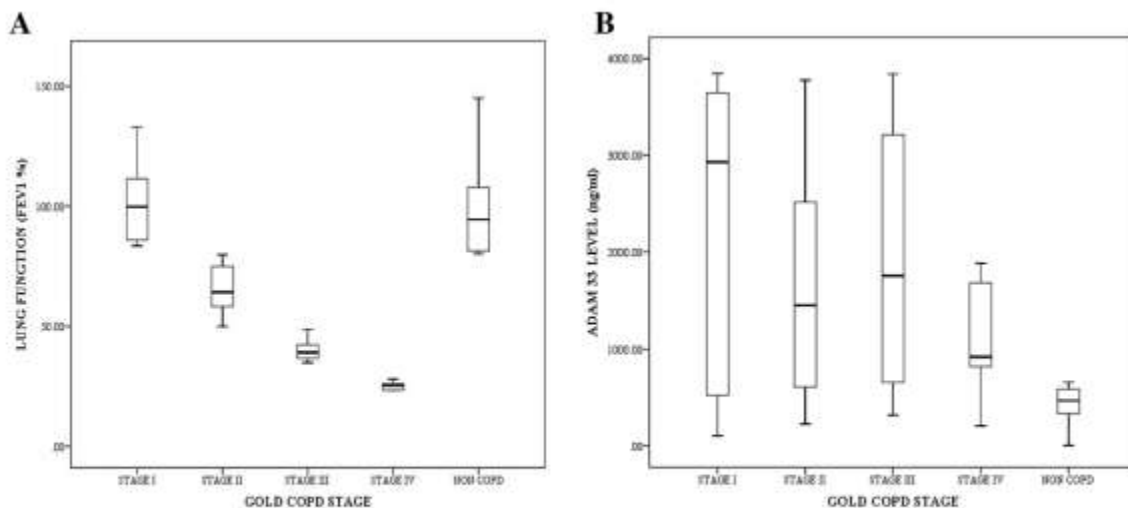 A
LUNG FUNGTION (FEV1 %)
150.00
100.00
50.00
.00
STAGE I STAGE II STAGE III STAGE IV NON COPD
GOLD COPD STAGE
B
ADAM 33 LEVEL (ng/ml)
4000.00
3000.00
2000.00
1000.00
.00
STAGE I STAGE II STAGE III STAGE IV NON COPD
GOLD COPD STAGE